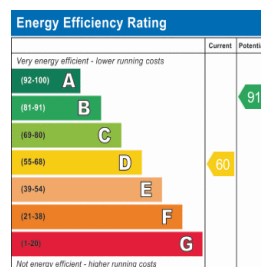 Energy Efficiency Rating
Current Potenti
Very energy efficient - lower running costs
(92-100) A
(81-91) B
91
(69-80) C
(55-68) D
60
(39-54) E
(21-38) F
(1-20) G
Not energy efficient - higher running costs